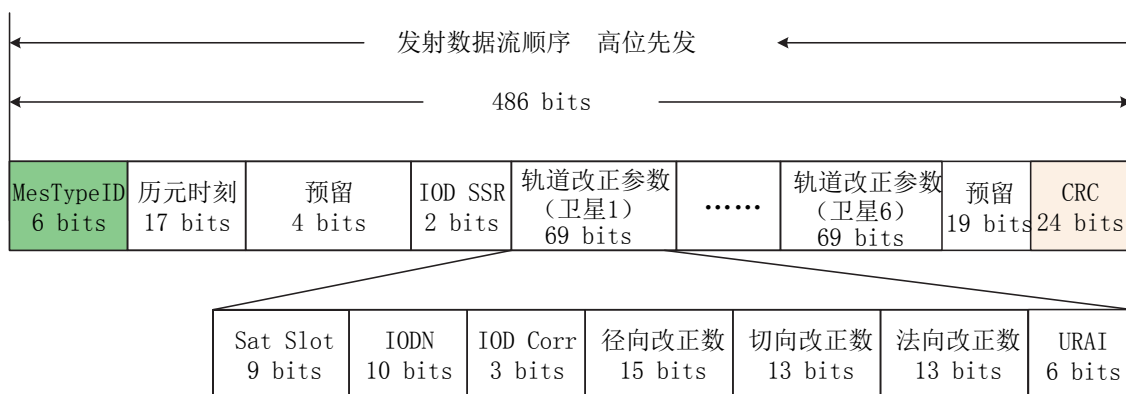 发射数据流顺序 高位先发
486 bits
MesTypeID
6 bits
历元时刻
17 bits
预留
4 bits
IOD SSR
2 bits
轨道改正参数
（卫星1）
69 bits
……
轨道改正参数
（卫星6）
69 bits
预留
19 bits
CRC
24 bits
Sat Slot
9 bits
IODN
10 bits
IOD Corr
3 bits
径向改正数
15 bits
切向改正数
13 bits
法向改正数
13 bits
URAI
6 bits